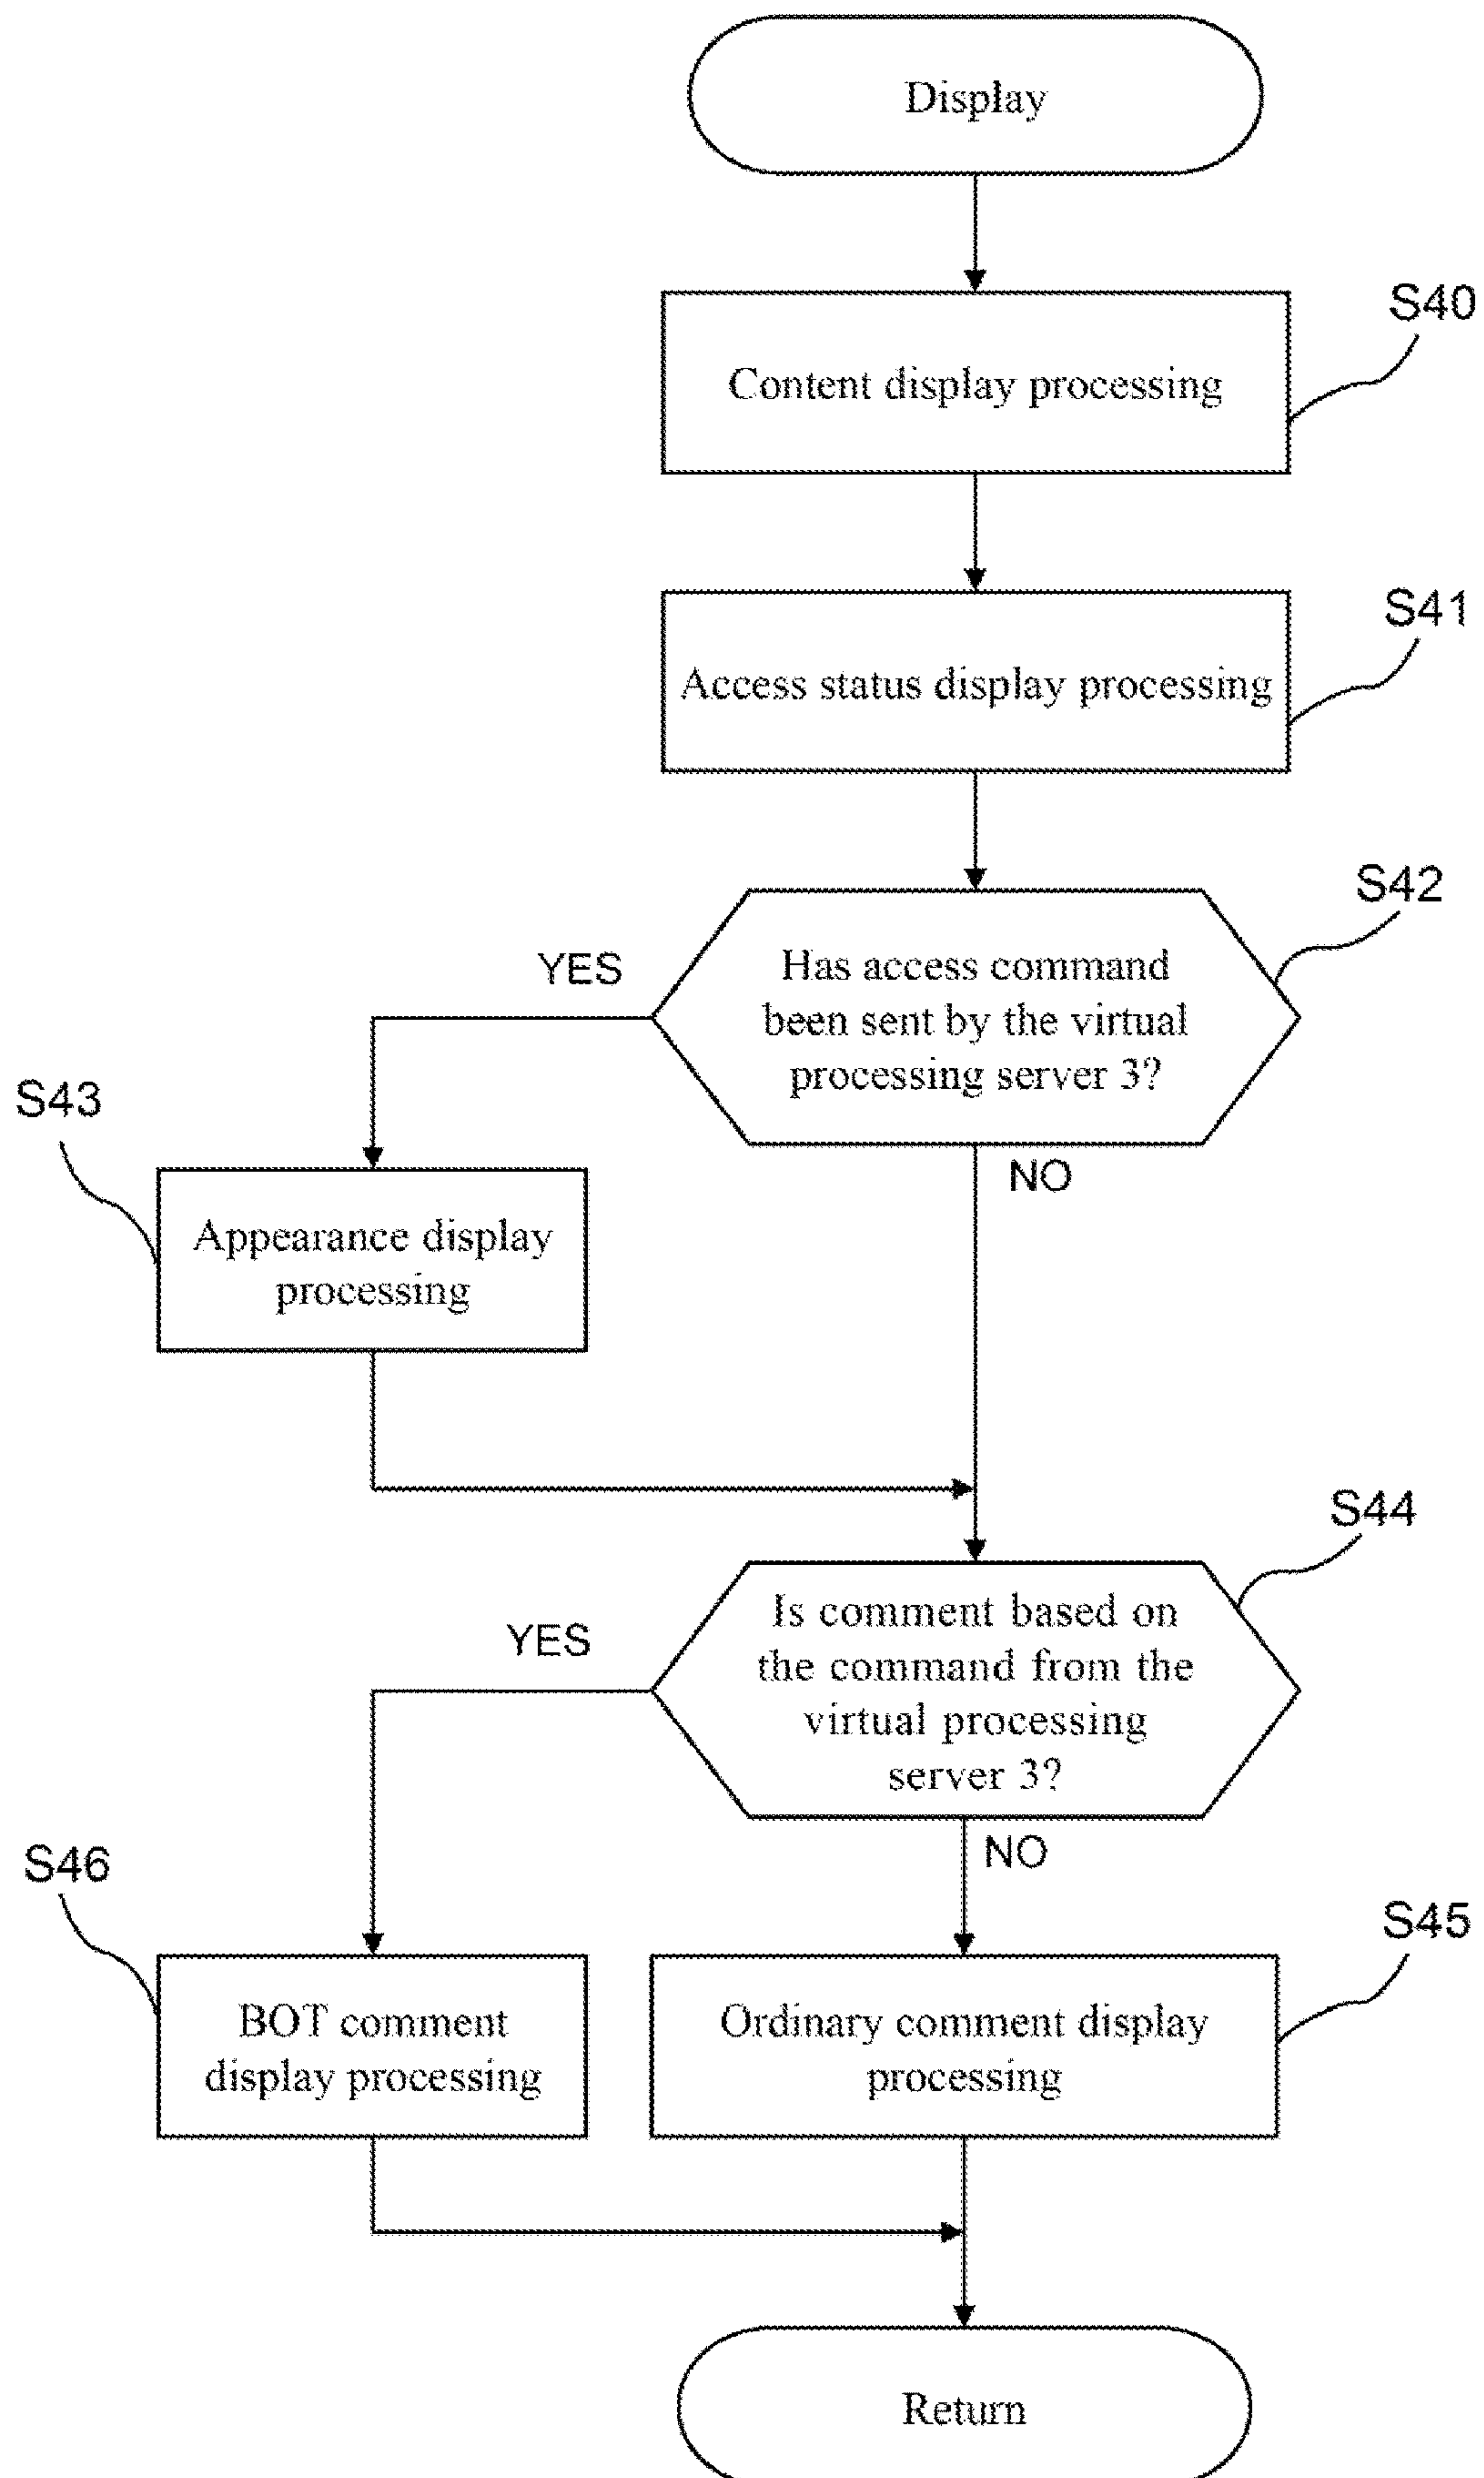 Display
S40
Content display processing
S41
Access status display processing
S42
YES
Has access command
been sent by the virtual
processing server 3?
S43
NO
Appearance display
processing
S44
YES
Is comment based on
the command from the
virtual processing
server 3?
S46
NO
S45
BOT comment
display processing
Ordinary comment display
processing
Return